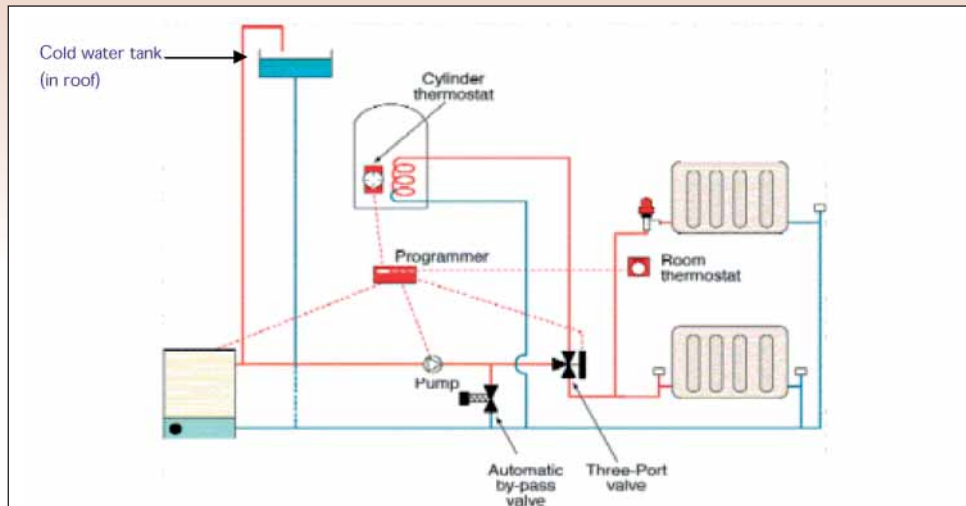 Cold water tank
(in roof)
Cylinder
thermostat
Programmer
Room
thermostat
Pump
Automatic
by-pass
valve
Three-Port
valve